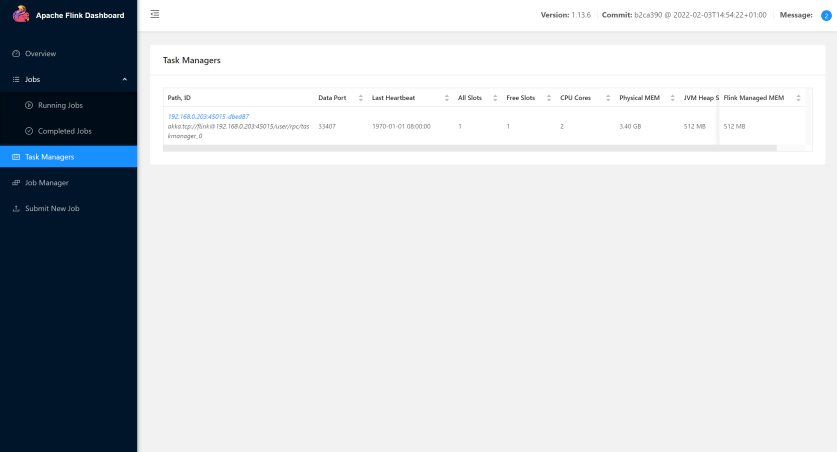 Apache Flink Dashboard
Version: 1.13.6 Commit: b2ca390 @ 2022-02-03T14:54:22+01:00 Message: 2
Overview
Jobs
Running Jobs
Completed Jobs
Task Managers
Job Manager
Submit New Job
Task Managers
Path, ID Data Port Last Heartbeat All Slots Free Slots CPU Cores Physical MEM JVM Heap S Flink Managed MEM
192.168.0.203:45015-dbed87
akka.tcp://flink@192.168.0.203:45015/user/rpc/tas
kmanager_0
33407 1970-01-01 08:00:00 1 1 2 3.40 GB 512 MB 512 MB